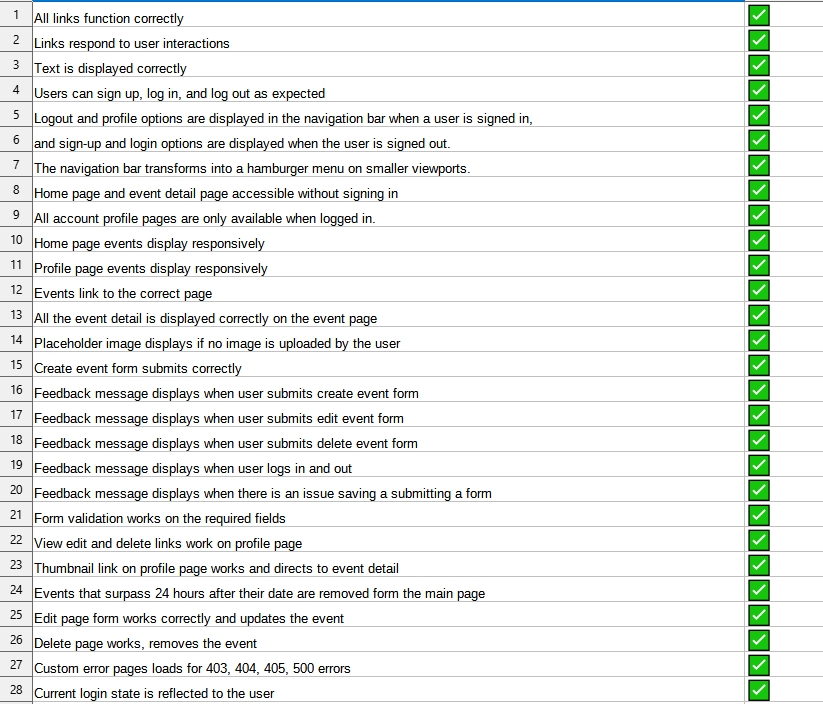 1 All links function correctly ✓
2 Links respond to user interactions ✓
3 Text is displayed correctly ✓
4 Users can sign up, log in, and log out as expected ✓
5 Logout and profile options are displayed in the navigation bar when a user is signed in, ✓
6 and sign-up and login options are displayed when the user is signed out. ✓
7 The navigation bar transforms into a hamburger menu on smaller viewports. ✓
8 Home page and event detail page accessible without signing in ✓
9 All account profile pages are only available when logged in. ✓
10 Home page events display responsively ✓
11 Profile page events display responsively ✓
12 Events link to the correct page ✓
13 All the event detail is displayed correctly on the event page ✓
14 Placeholder image displays if no image is uploaded by the user ✓
15 Create event form submits correctly ✓
16 Feedback message displays when user submits create event form ✓
17 Feedback message displays when user submits edit event form ✓
18 Feedback message displays when user submits delete event form ✓
19 Feedback message displays when user logs in and out ✓
20 Feedback message displays when there is an issue saving a submitting a form ✓
21 Form validation works on the required fields ✓
22 View edit and delete links work on profile page ✓
23 Thumbnail link on profile page works and directs to event detail ✓
24 Events that surpass 24 hours after their date are removed form the main page ✓
25 Edit page form works correctly and updates the event ✓
26 Delete page works, removes the event ✓
27 Custom error pages loads for 403, 404, 405, 500 errors ✓
28 Current login state is reflected to the user ✓